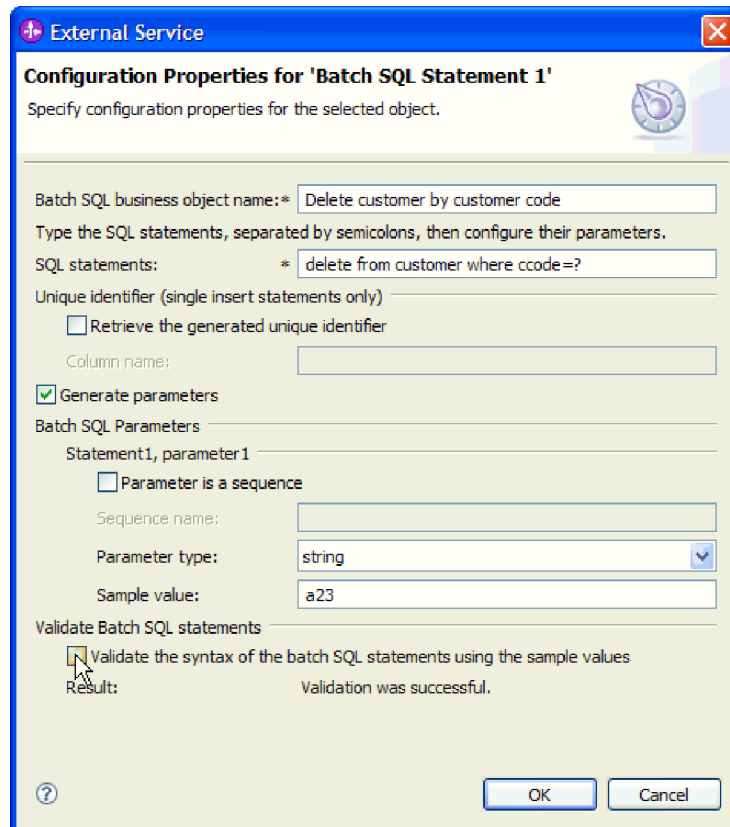 External Service
Configuration Properties for 'Batch SQL Statement 1'
Specify configuration properties for the selected object.
Batch SQL business object name:* Delete customer by customer code
Type the SQL statements, separated by semicolons, then configure their parameters.
SQL statements: * delete from customer where ccode=?
Unique identifier (single insert statements only)
Retrieve the generated unique identifier
Column name:
Generate parameters
Batch SQL Parameters
Statement1, parameter1
Parameter is a sequence
Sequence name:
Parameter type: string
Sample value: a23
Validate Batch SQL statements
Validate the syntax of the batch SQL statements using the sample values
Result: Validation was successful.
? OK Cancel